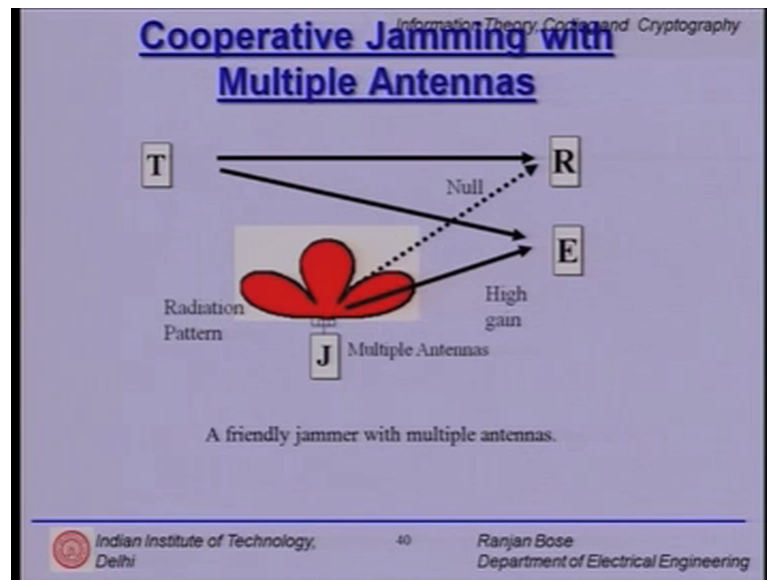 Information Theory, Coding and Cryptography
Cooperative Jamming with
Multiple Antennas
T
R
Null
E
Radiation
Pattern
High
gain
J
Multiple Antennas
A friendly jammer with multiple antennas.
Indian Institute of Technology,
Delhi
40
Ranjan Bose
Department of Electrical Engineering